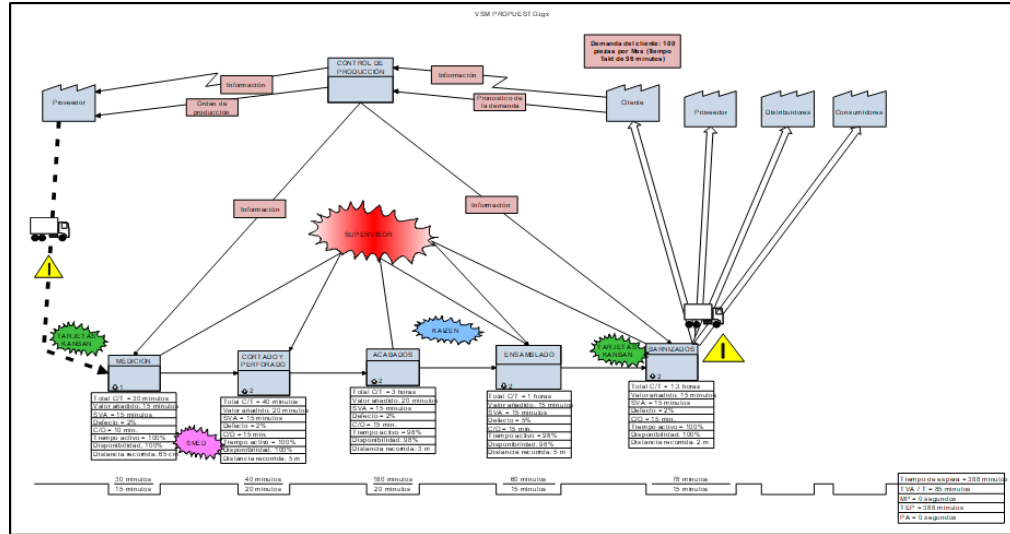 VSM PROPUESTO.igx
Demanda del cliente: 100
piezas por Mes (Tiempo
Takt de 96 minutos)
CONTROL DE
PRODUCCIÓN
Información
Información
Proveedor
Orden de
producción
Pronostico de
la demanda
Cliente
Proveedor
Distribuidores
Consumidores
Información
Información
SUPERVISOR
I
TARJETAS
KANBAN
KAIZEN
TARJETAS
KANBAN
I
MEDICIÓN
1
CORTADO Y
PERFORADO
2
ACABADOS
2
ENSAMBLADO
2
BARNIZADOS
2
Total C/T = 30 minutos
Valor añadido. 15 minutos
SVA = 15 minutos
Defecto = 2%
C/O = 10 min.
Tiempo activo = 100%
Disponibilidad. 100%
Distancia recorrida. 65 cm
SMED
Total C/T = 40 minutos
Valor añadido. 20 minutos
SVA = 20 minutos
Defecto = 2%
C/O = 15 min.
Tiempo activo = 100%
Disponibilidad. 100%
Distancia recorrida. 5 m
Total C/T = 3 horas
Valor añadido. 20 minutos
SVA = 20 minutos
Defecto = 2%
C/O = 15 min.
Tiempo activo = 98%
Disponibilidad. 98%
Distancia recorrida. 3 m
Total C/T = 1 horas
Valor añadido. 15 minutos
SVA = 15 minutos
Defecto = 5%
C/O = 15 min.
Tiempo activo = 98%
Disponibilidad. 98%
Distancia recorrida. 5 m
Total C/T = 1.3 horas
Valor añadido. 15 minutos
SVA = 15 minutos
Defecto = 2%
C/O = 15 min.
Tiempo activo = 100%
Disponibilidad. 100%
Distancia recorrida. 2 m
30 minutos
15 minutos
40 minutos
20 minutos
180 minutos
20 minutos
60 minutos
15 minutos
78 minutos
15 minutos
Tiempo de espera = 388 minutos
TVA / T = 85 minutos
MP = 0 segundos
TEP = 388 minutos
PA = 0 segundos